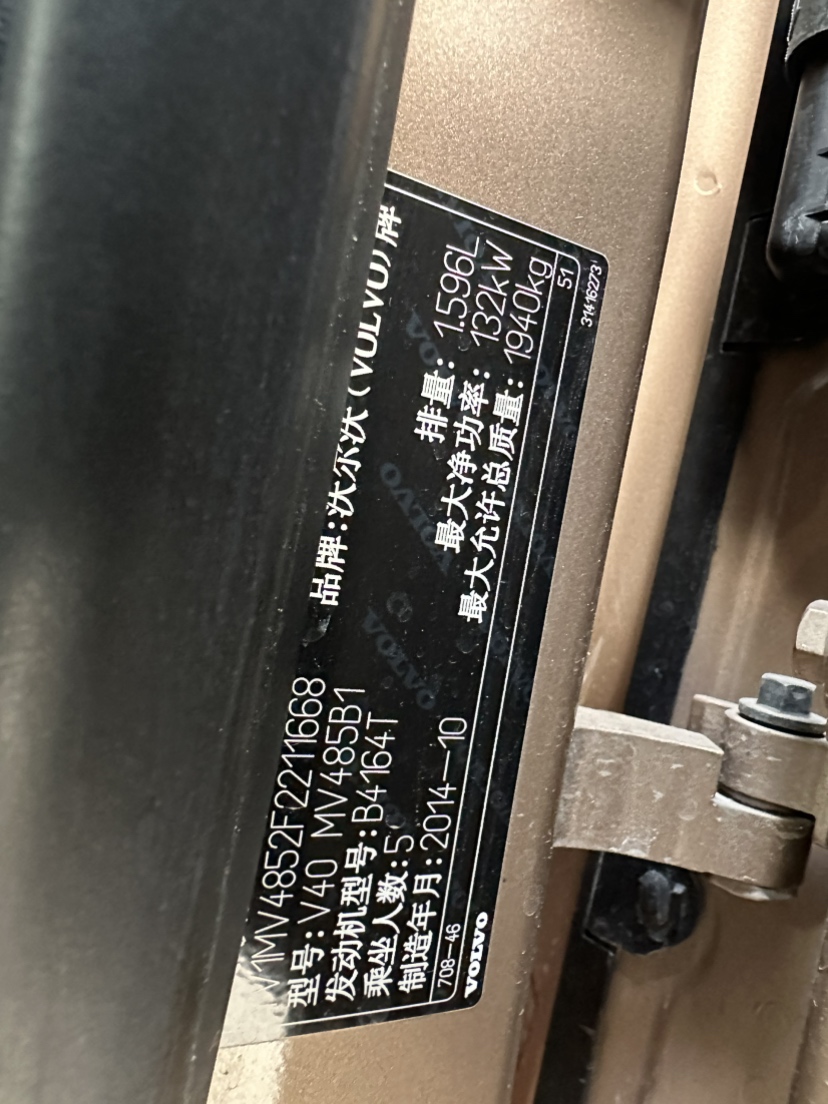 品牌:沃尔沃(VOLVO)牌
V1MV4852F2211668
型号:V40 MV485B1
发动机型号:B4164T
乘坐人数:5
制造年月:2014—10
排量:1.596L
最大净功率:132kW
最大允许总质量:1940kg
708-46
51
VOLVO
31416273